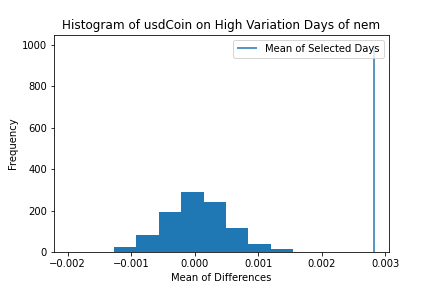 Histogram of usdCoin on High Variation Days of nem
Mean of Selected Days
Frequency
1000
800
600
400
200
0
−0.002 −0.001 0.000 0.001 0.002 0.003
Mean of Differences